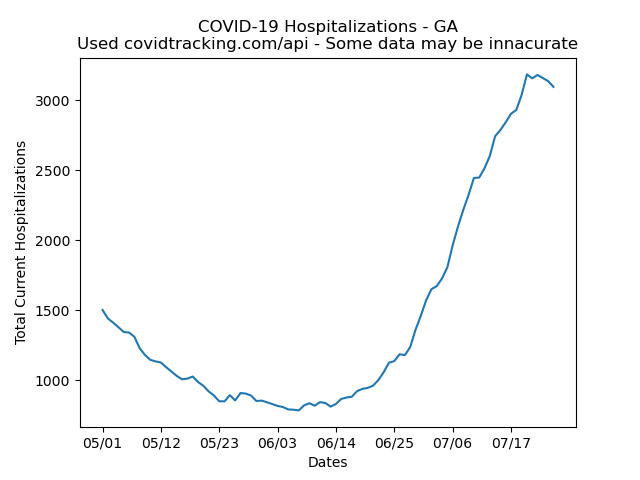 COVID-19 Hospitalizations - GA
Used covidtracking.com/api - Some data may be innacurate
3000
2500
2000
1500
1000
Total Current Hospitalizations
05/01 05/12 05/23 06/03 06/14 06/25 07/06 07/17
Dates